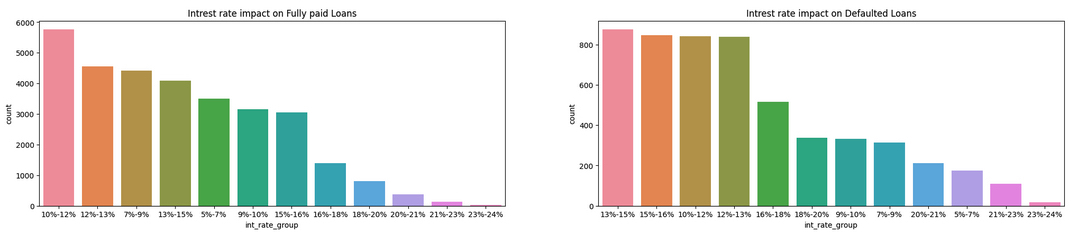 Intrest rate impact on Fully paid Loans
6000
5000
4000
3000
2000
1000
0
count
10%-12% 12%-13% 7%-9% 13%-15% 5%-7% 9%-10% 15%-16% 16%-18% 18%-20% 20%-21% 21%-23% 23%-24%
int_rate_group
Intrest rate impact on Defaulted Loans
800
600
400
200
0
count
13%-15% 15%-16% 10%-12% 12%-13% 16%-18% 18%-20% 9%-10% 7%-9% 20%-21% 5%-7% 21%-23% 23%-24%
int_rate_group